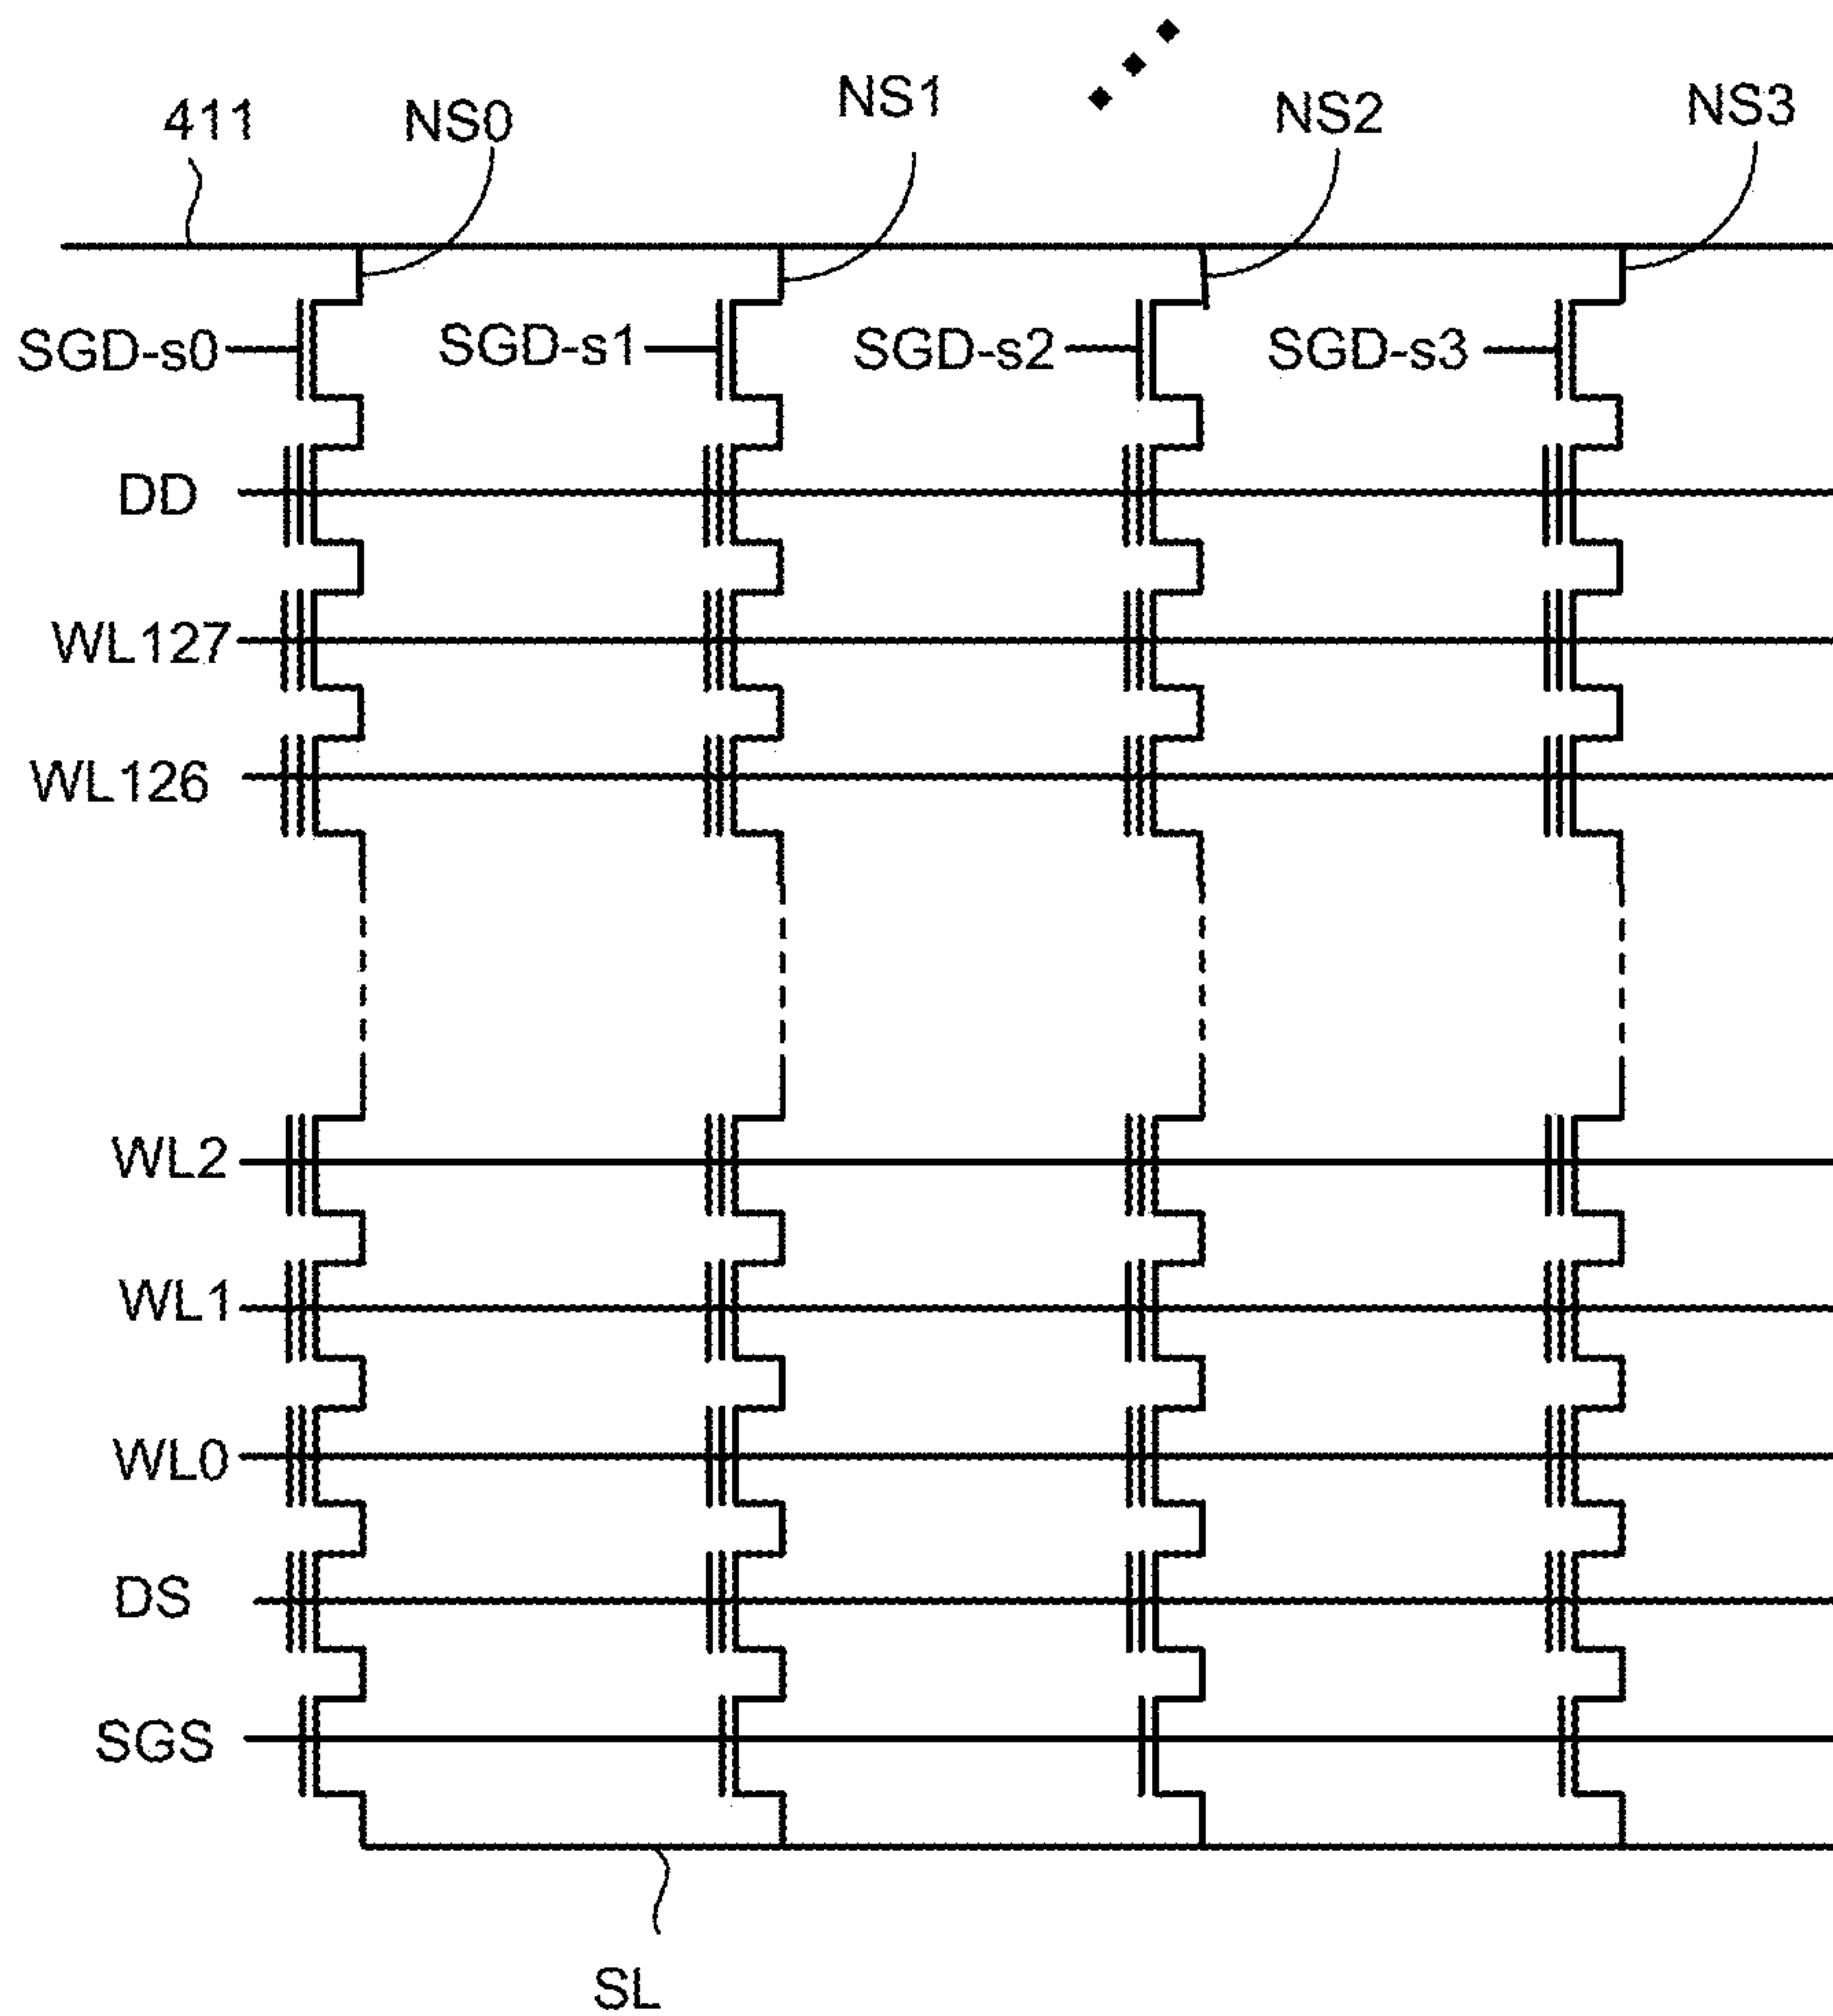 411 NS0 NS1 NS2 NS3
SGD-s0 SGD-s1 SGD-s2 SGD-s3
DD
WL127
WL126
WL2
WL1
WL0
DS
SGS
SL